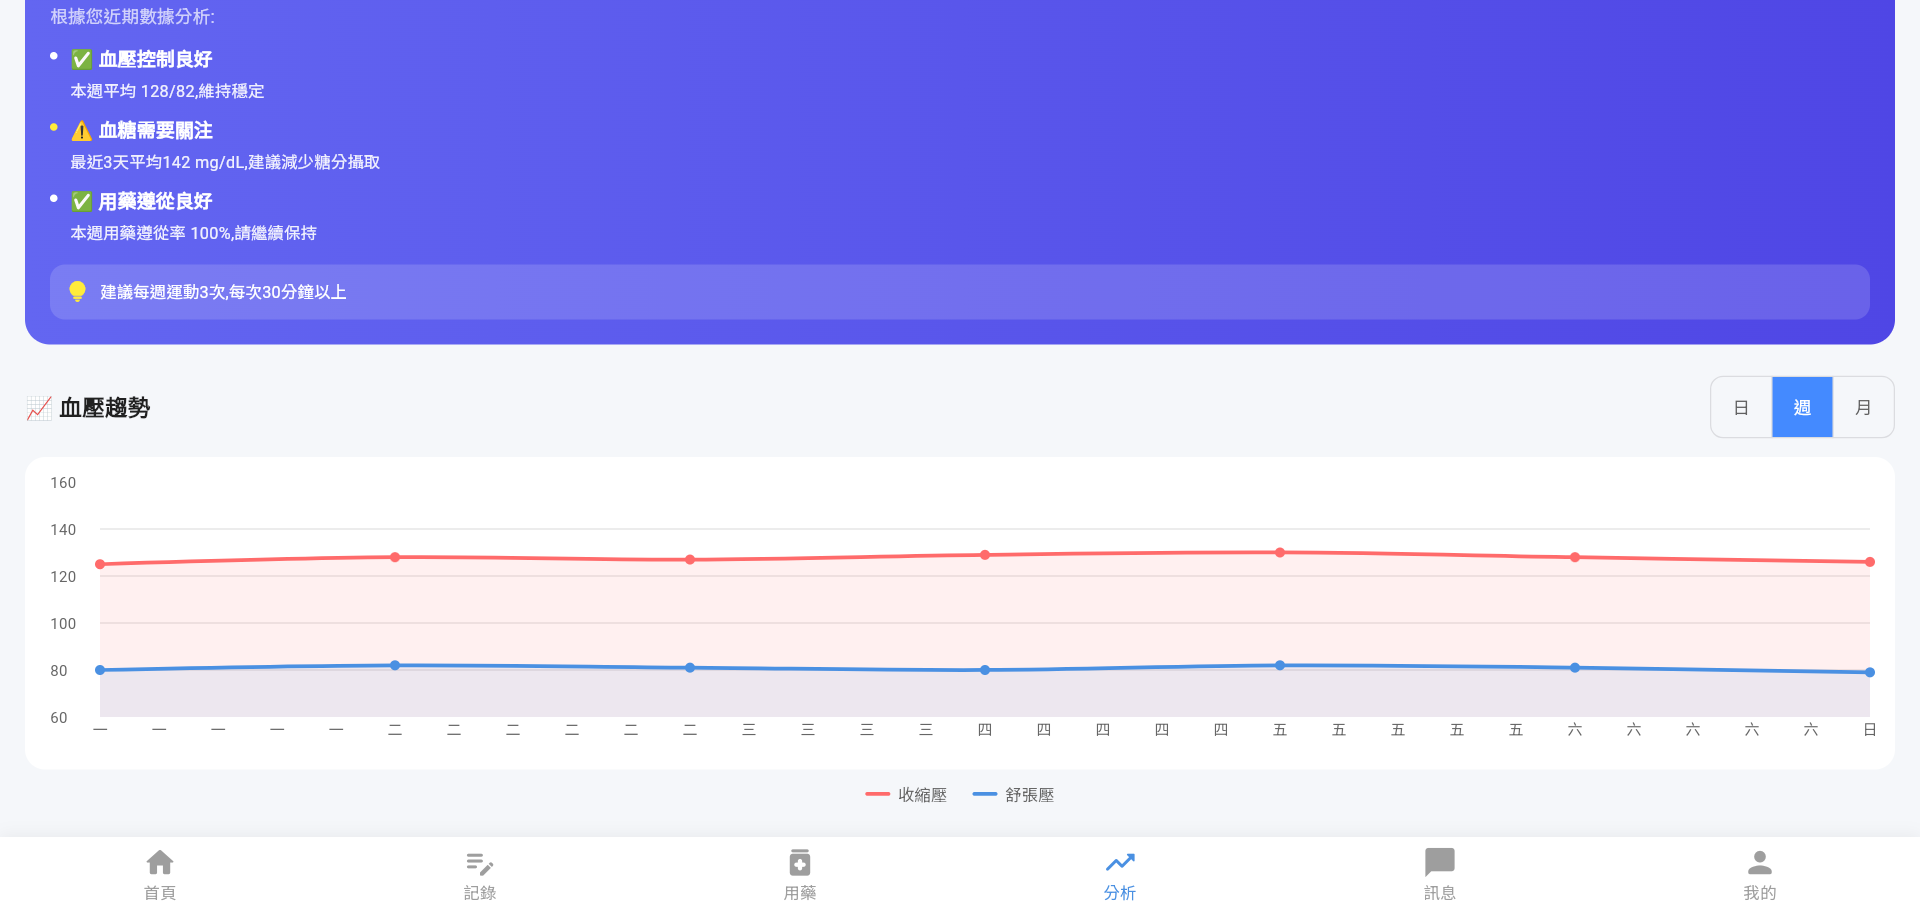 根據您近期數據分析:
✅ 血壓控制良好
本週平均 128/82,維持穩定
⚠️ 血糖需要關注
最近3天平均142 mg/dL,建議減少糖分攝取
✅ 用藥遵從良好
本週用藥遵從率 100%,請繼續保持
建議每週運動3次,每次30分鐘以上
📈 血壓趨勢
日 週 月
160
140
120
100
80
60
一 一 一 一 一 二 二 二 二 二 二 三 三 三 三 四 四 四 四 四 五 五 五 五 五 六 六 六 六 六 日
收縮壓 舒張壓
首頁 記錄 用藥 分析 訊息 我的